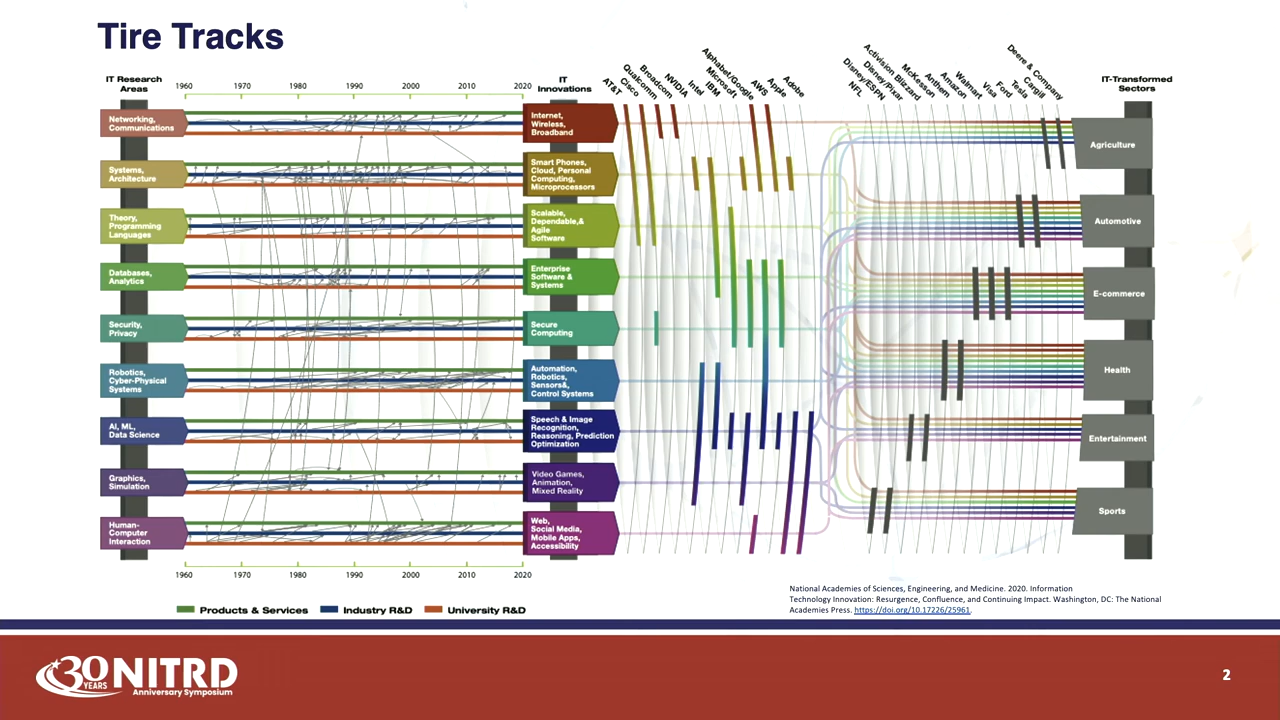 Tire Tracks
IT Research
Areas
1960
1970
1980
1990
2000
2010
2020
IT
Innovations
AT&T
Cisco
Qualcomm
Broadcom
NVIDIA
Intel
IBM
Microsoft
Alphabet/Google
AWS
Apple
Adobe
NFL
Disney/ESPN
Disney/Pixar
Activision Blizzard
McKesson
Anthem
Amazon
Walmart
Visa
Ford
Tesla
Cargill
Deere & Company
IT-Transformed
Sectors
Networking,
Communications
Systems,
Architecture
Theory,
Programming
Languages
Databases,
Analytics
Security,
Privacy
Robotics,
Cyber-Physical
Systems
AI, ML,
Data Science
Graphics,
Simulation
Human-
Computer
Interaction
Internet,
Wireless,
Broadband
Smart Phones,
Cloud, Personal
Computing,
Microprocessors
Scalable,
Dependable,&
Agile
Software
Enterprise
Software &
Systems
Secure
Computing
Automation,
Robotics,
Sensors&,
Control Systems
Speech & Image
Recognition,
Reasoning, Prediction
Optimization
Video Games,
Animation,
Mixed Reality
Web,
Social Media,
Mobile Apps,
Accessibility
Agriculture
Automotive
E-commerce
Health
Entertainment
Sports
1960
1970
1980
1990
2000
2010
2020
Products & Services
Industry R&D
University R&D
National Academies of Sciences, Engineering, and Medicine. 2020. Information
Technology Innovation: Resurgence, Confluence, and Continuing Impact. Washington, DC: The National
Academies Press. https://doi.org/10.17226/25961.
30 YEARS NITRD
Anniversary Symposium
2